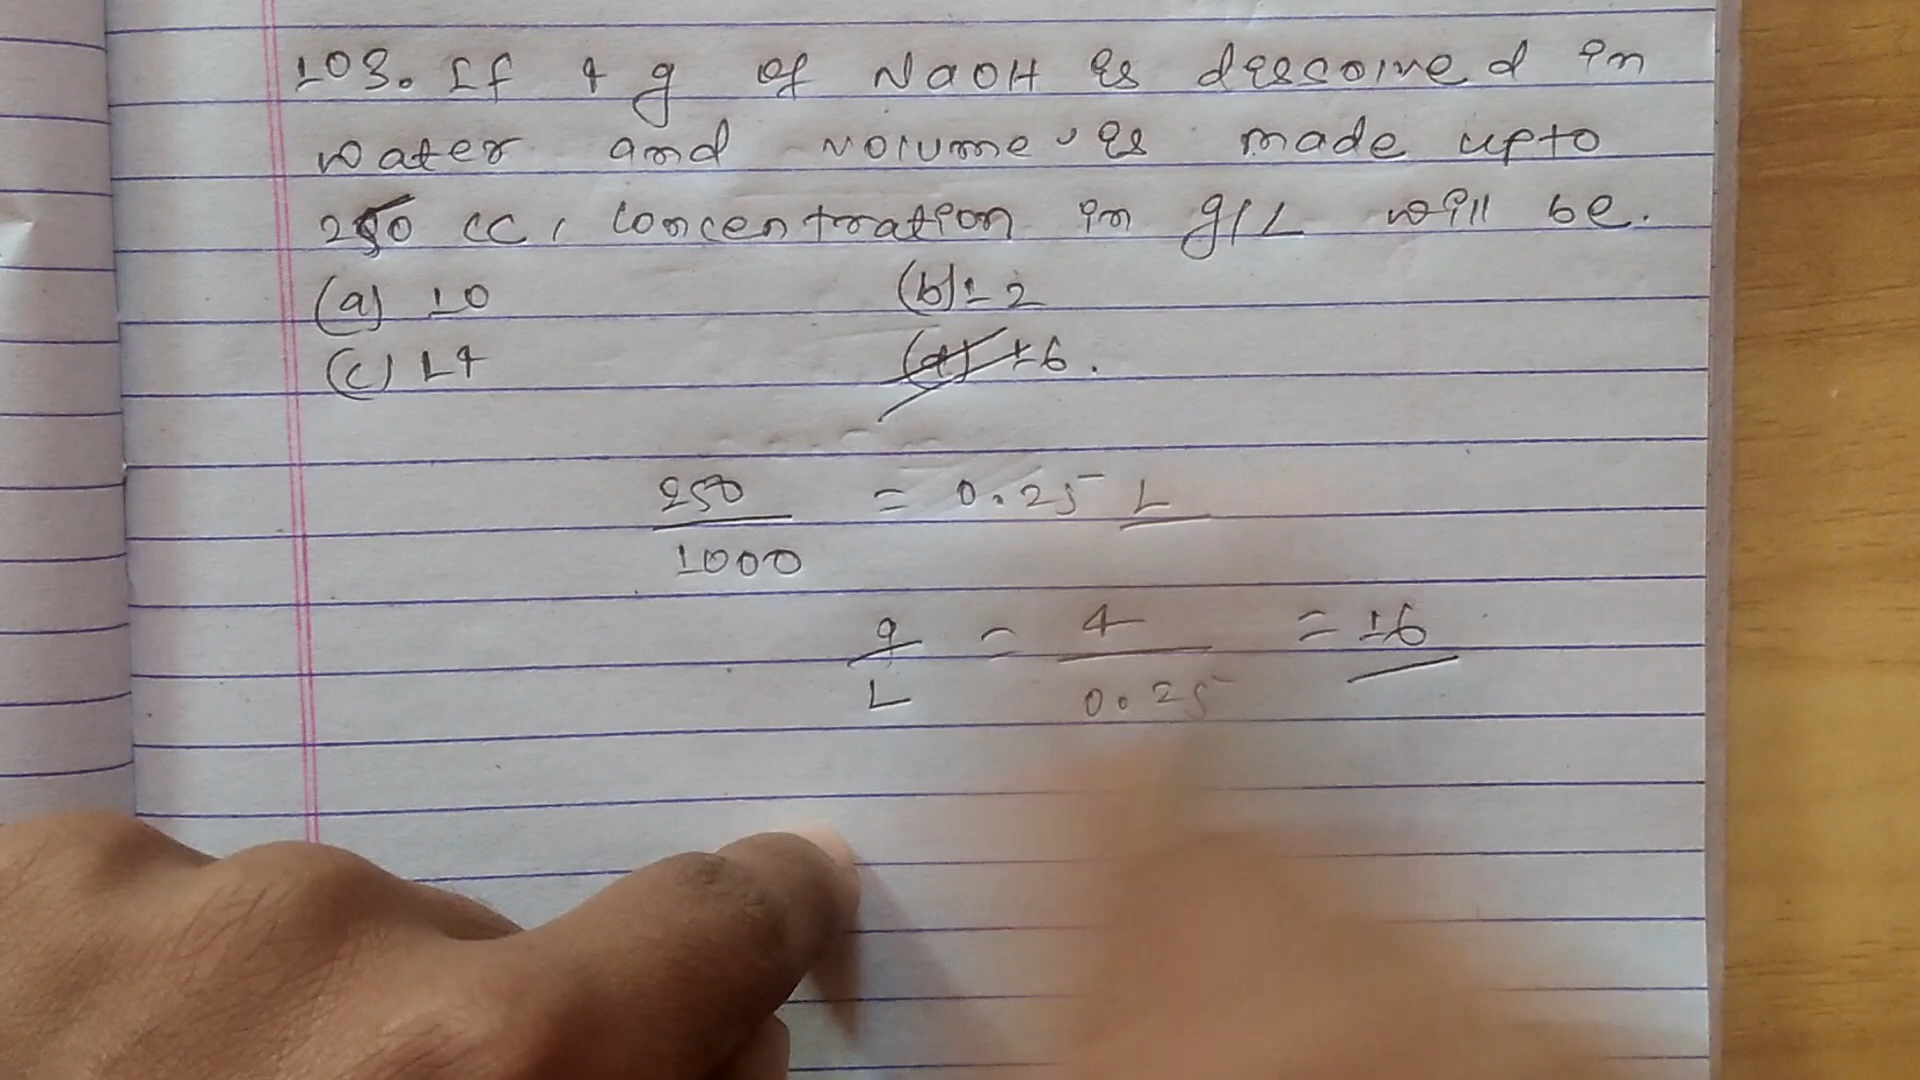 103. If 4 g of NaOH is dissolved in
water and volume is made upto
250 cc, concentration in g/L will be.
(a) 10 (b) 12
(c) 14 (d) 16.
250 / 1000 = 0.25 L
g / L = 4 / 0.25 = 16